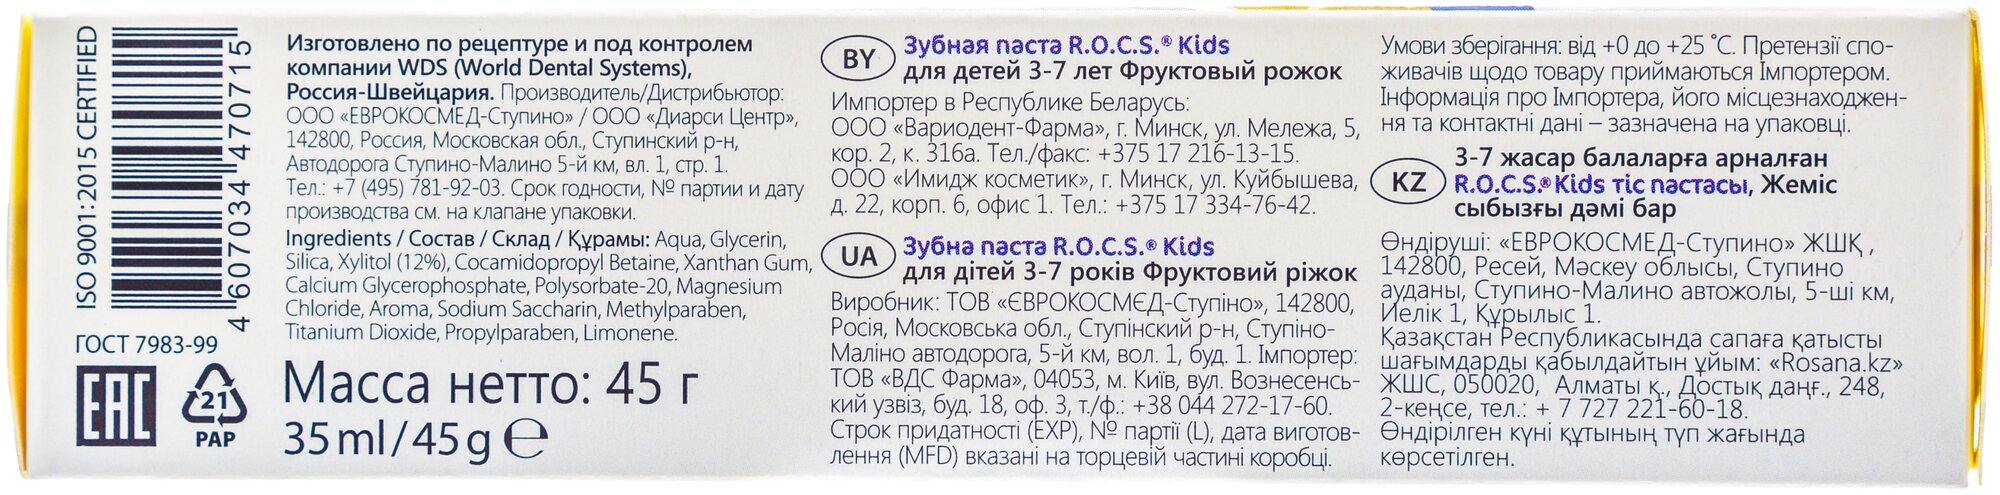 ISO 9001:2015 CERTIFIED
4 607034 470715
ГОСТ 7983-99
EAC
21
PAP
Изготовлено по рецептуре и под контролем
компании WDS (World Dental Systems),
Россия-Швейцария. Производитель/Дистрибьютор:
ООО «ЕВРОКОСМЕД-Ступино» / ООО «Диарси Центр»,
142800, Россия, Московская обл., Ступинский р-н,
Автодорога Ступино-Малино 5-й км, вл. 1, стр. 1.
Тел.: +7 (495) 781-92-03. Срок годности, № партии и дату
производства см. на клапане упаковки.
Ingredients / Состав / Склад / Құрамы: Aqua, Glycerin,
Silica, Xylitol (12%), Cocamidopropyl Betaine, Xanthan Gum,
Calcium Glycerophosphate, Polysorbate-20, Magnesium
Chloride, Aroma, Sodium Saccharin, Methylparaben,
Titanium Dioxide, Propylparaben, Limonene.
Масса нетто: 45 г
35 ml / 45 g ℮
BY
Зубная паста R.O.C.S.® Kids
для детей 3-7 лет Фруктовый рожок
Импортер в Республике Беларусь:
ООО «Вариодент-Фарма», г. Минск, ул. Мележа, 5,
кор. 2, к. 316а. Тел./факс: +375 17 216-13-15.
ООО «Имидж косметик», г. Минск, ул. Куйбышева,
д. 22, корп. 6, офис 1. Тел.: +375 17 334-76-42.
UA
Зубна паста R.O.C.S.® Kids
для дітей 3-7 років Фруктовий ріжок
Виробник: ТОВ «ЄВРОКОСМЄД-Ступіно», 142800,
Росія, Московська обл., Ступінский р-н, Ступіно-
Маліно автодорога, 5-й км, вол. 1, буд. 1. Імпортер:
ТОВ «ВДС Фарма», 04053, м. Київ, вул. Вознесенсь-
кий узвіз, буд. 18, оф. 3, т./ф.: +38 044 272-17-60.
Строк придатності (EXP), № партії (L), дата виготов-
лення (MFD) вказані на торцевій частині коробці.
Умови зберігання: від +0 до +25 °С. Претензії спо-
живачів щодо товару приймаються Імпортером.
Інформація про Імпортера, його місцезнаходжен-
ня та контактні дані – зазначена на упаковці.
KZ
3-7 жасар балаларға арналған
R.O.C.S.® Kids тіс пастасы, Жеміс
сыбызғы дәмі бар
Өндіруші: «ЕВРОКОСМЕД-Ступино» ЖШҚ ,
142800, Ресей, Мәскеу облысы, Ступино
ауданы, Ступино-Малино автожолы, 5-ші км,
Иелік 1, Құрылыс 1.
Қазақстан Республикасында сапаға қатысты
шағымдарды қабылдайтын ұйым: «Rosana.kz»
ЖШС, 050020, Алматы қ., Достық даңғ., 248,
2-кеңсе, тел.: + 7 727 221-60-18.
Өндірілген күні құтының түп жағында
көрсетілген.